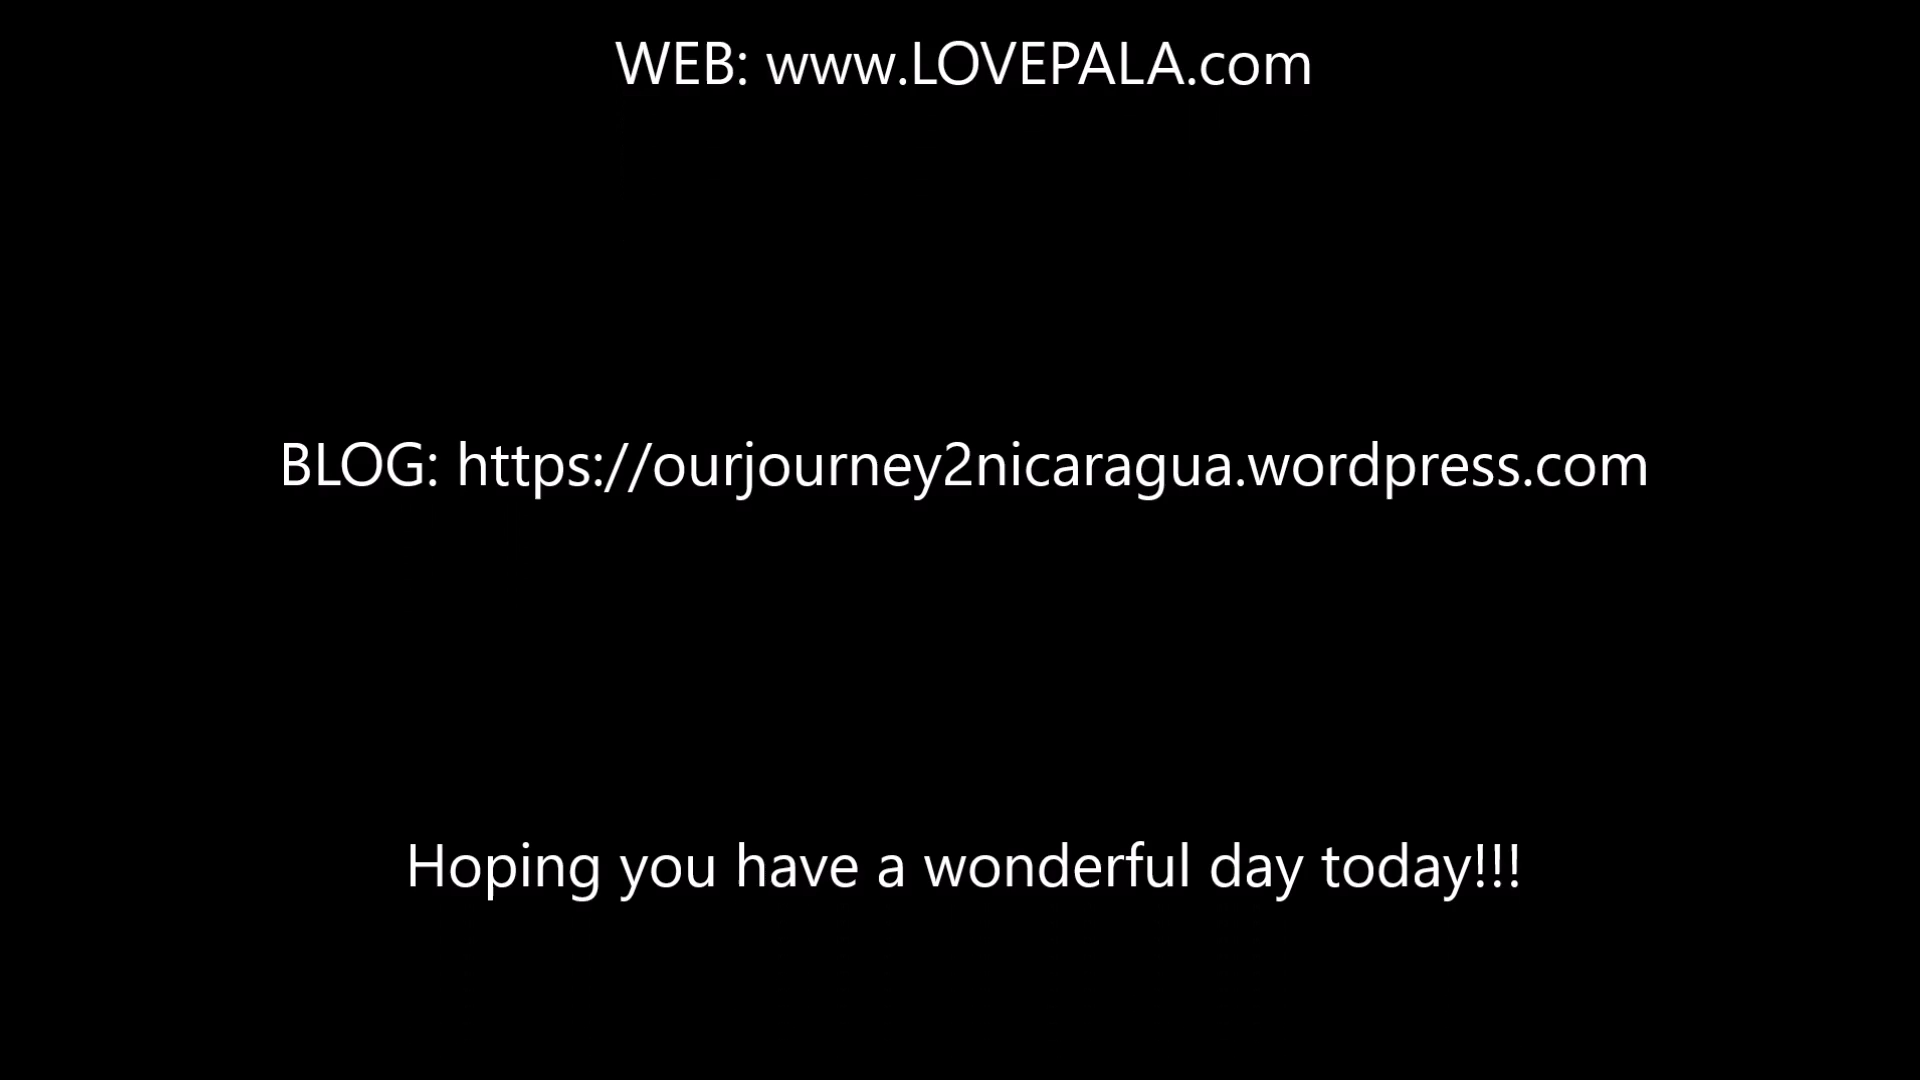 WEB: www.LOVEPALA.com
BLOG: https://ourjourney2nicaragua.wordpress.com
Hoping you have a wonderful day today!!!